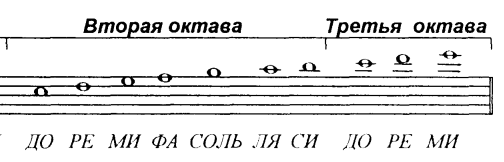 Вторая октава Третья октава
ДО РЕ МИ ФА СОЛЬ ЛЯ СИ ДО РЕ МИ